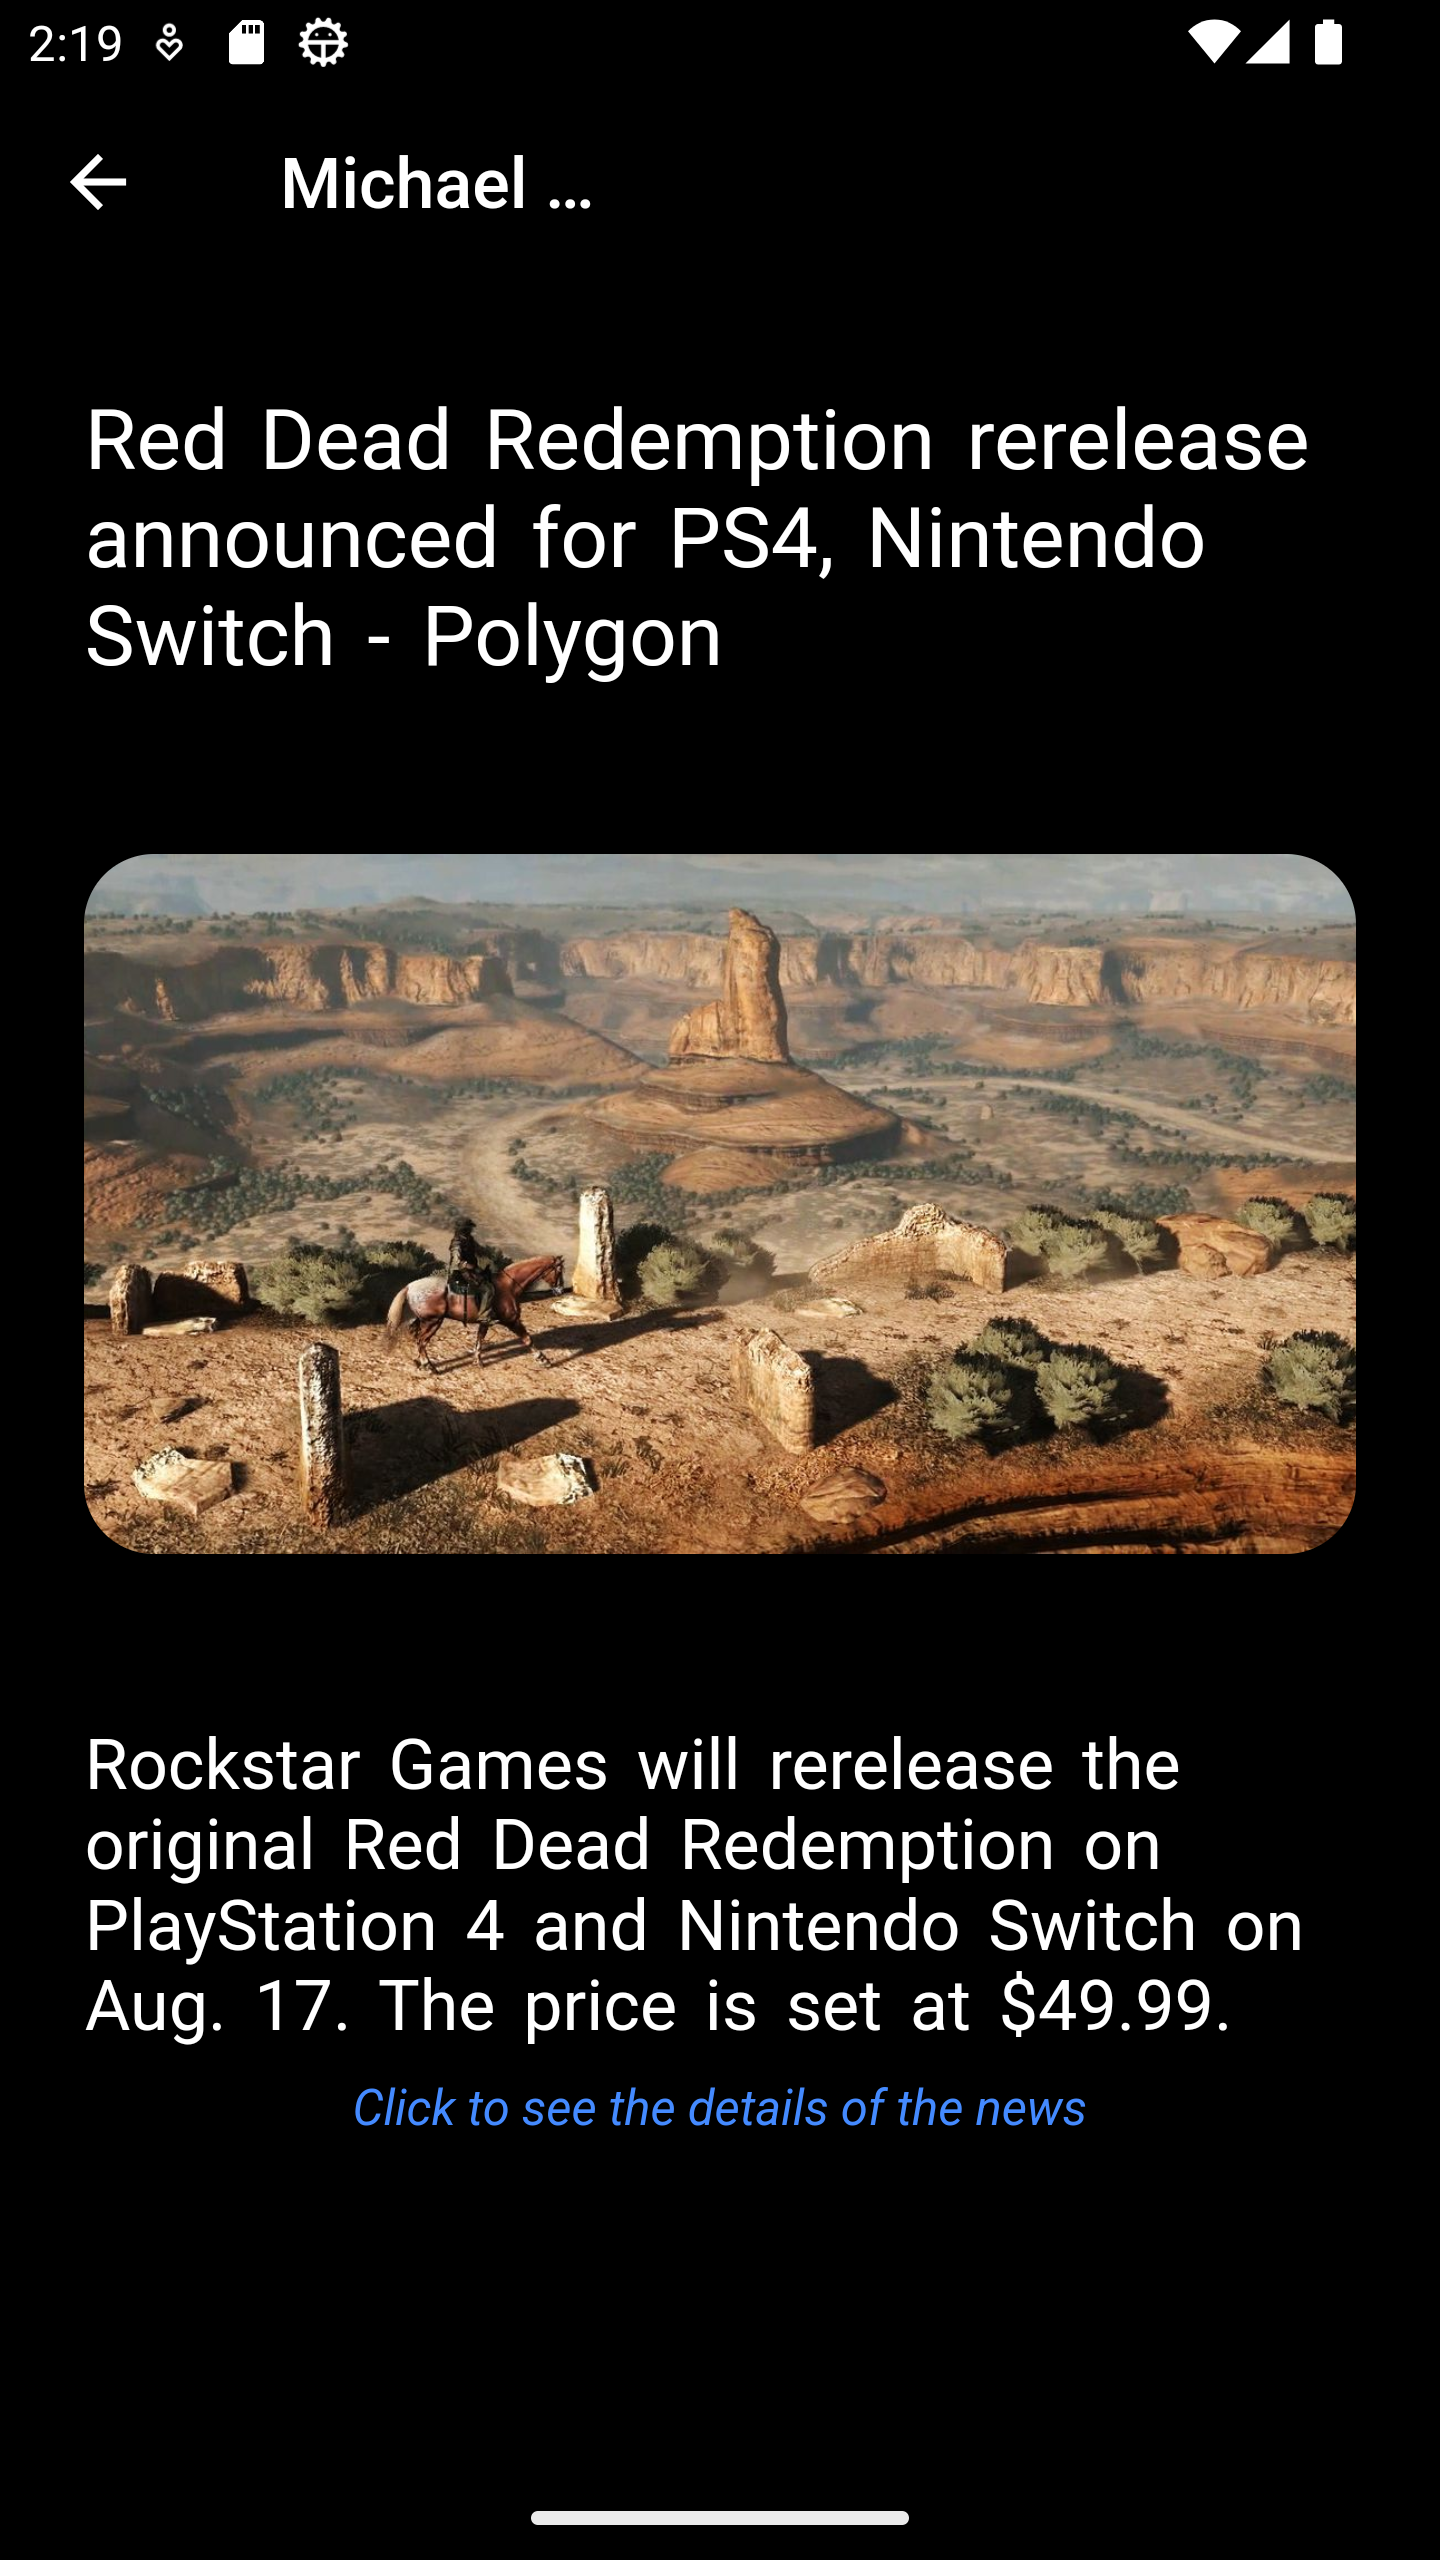 2:19
Michael ...
Red Dead Redemption rerelease
announced for PS4, Nintendo
Switch - Polygon
Rockstar Games will rerelease the
original Red Dead Redemption on
PlayStation 4 and Nintendo Switch on
Aug. 17. The price is set at $49.99.
Click to see the details of the news